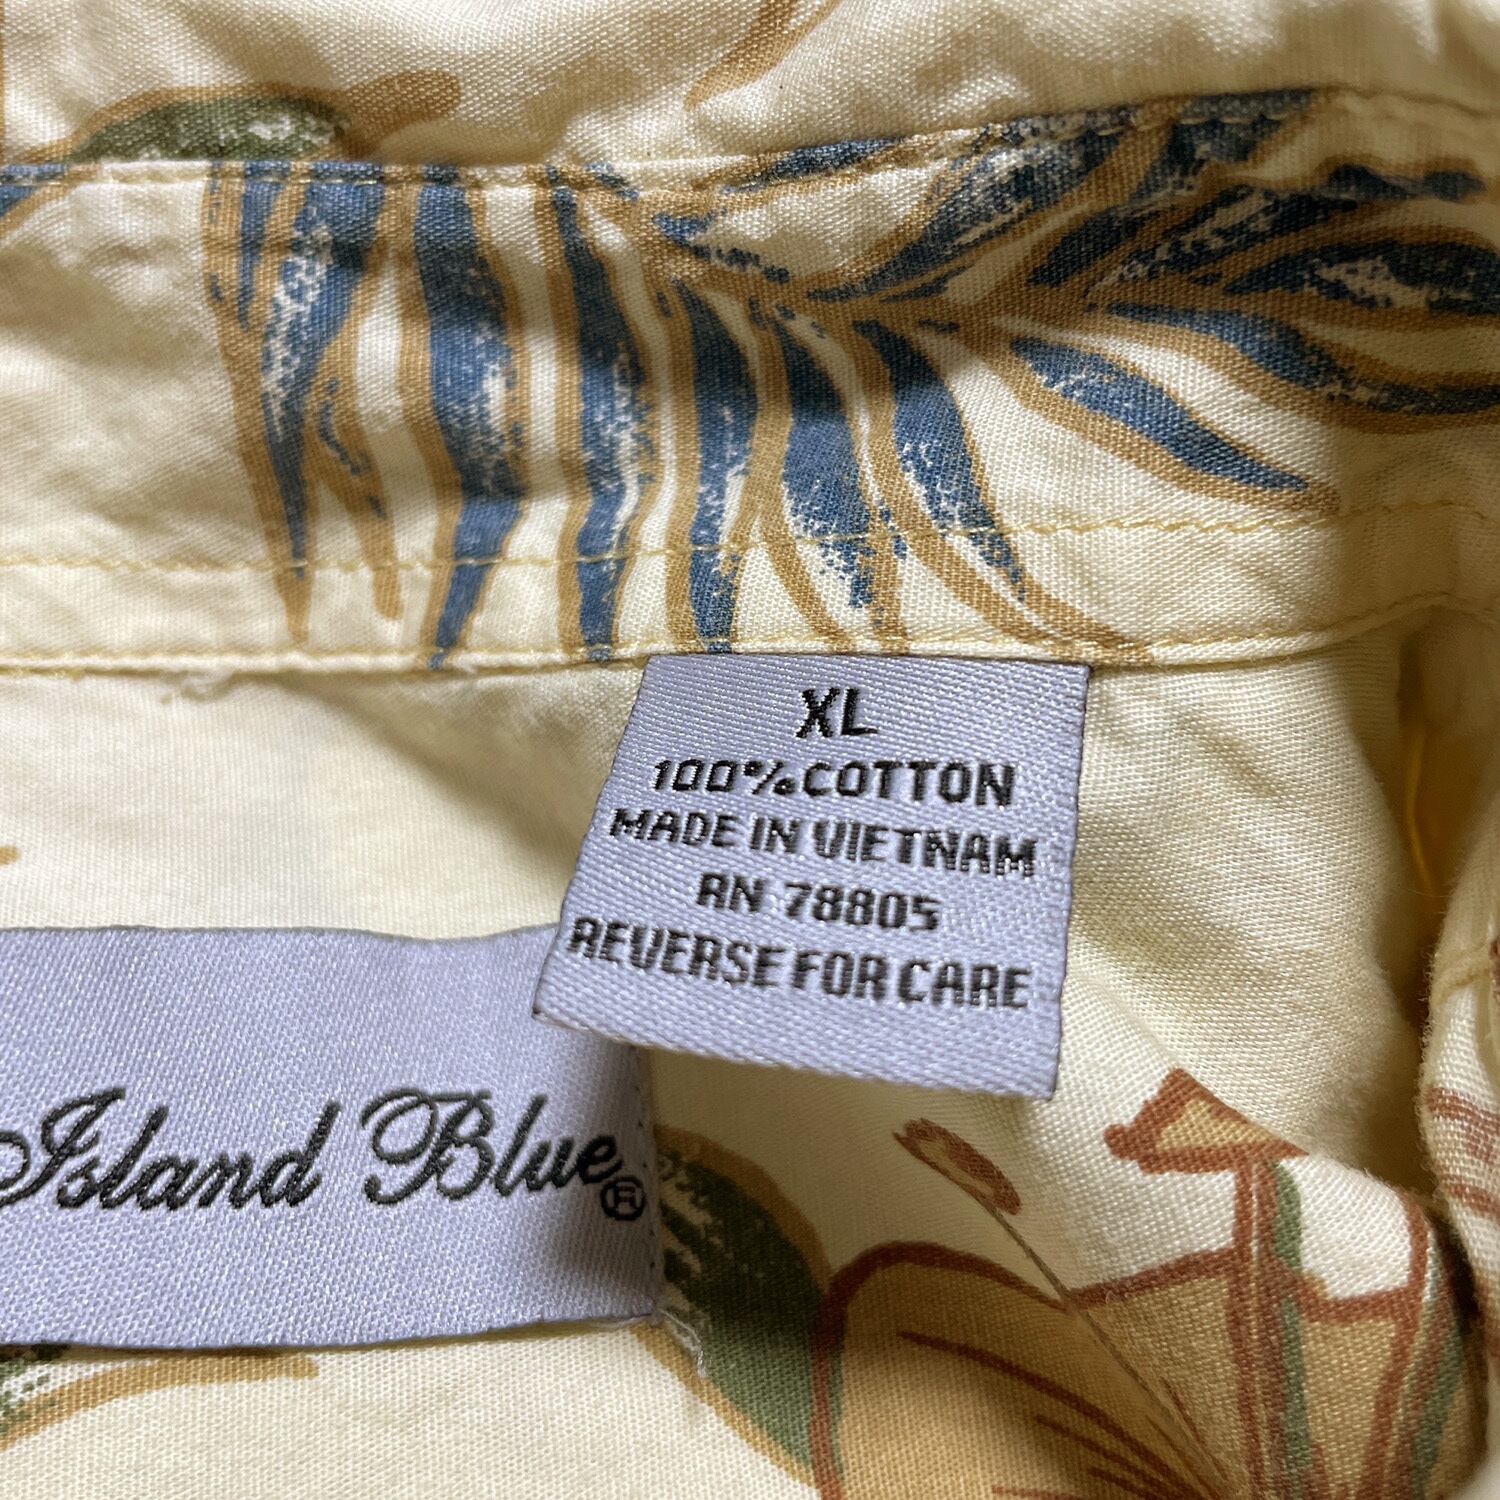 XL
100% COTTON
MADE IN VIETNAM
RN 78805
REVERSE FOR CARE
Island Blue®